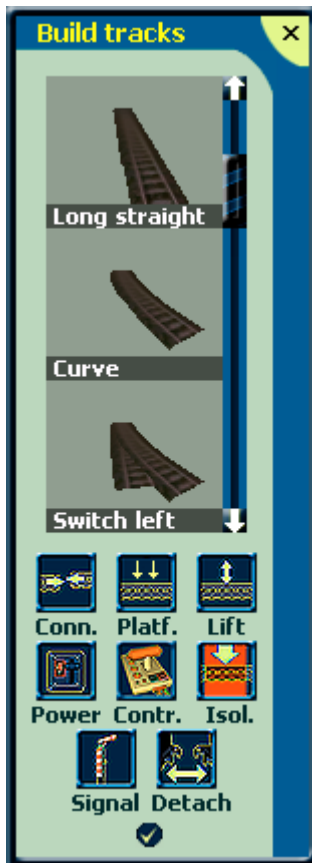 Build tracks
Long straight
Curve
Switch left
Conn. Platf. Lift
Power Contr. Isol.
Signal Detach